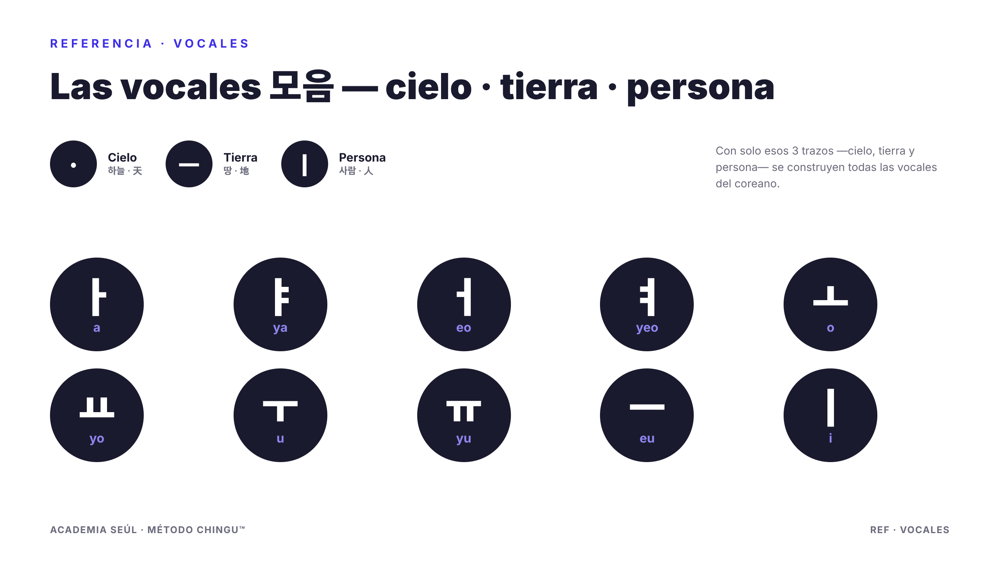 REFERENCIA · VOCALES
Las vocales 모음 — cielo · tierra · persona
·
Cielo
하늘 · 天
ㅡ
Tierra
땅 · 地
ㅣ
Persona
사람 · 人
Con solo esos 3 trazos —cielo, tierra y
persona— se construyen todas las vocales
del coreano.
ㅏ
a
ㅑ
ya
ㅓ
eo
ㅕ
yeo
ㅗ
o
ㅛ
yo
ㅜ
u
ㅠ
yu
ㅡ
eu
ㅣ
i
ACADEMIA SEÚL · MÉTODO CHINGU™
REF · VOCALES